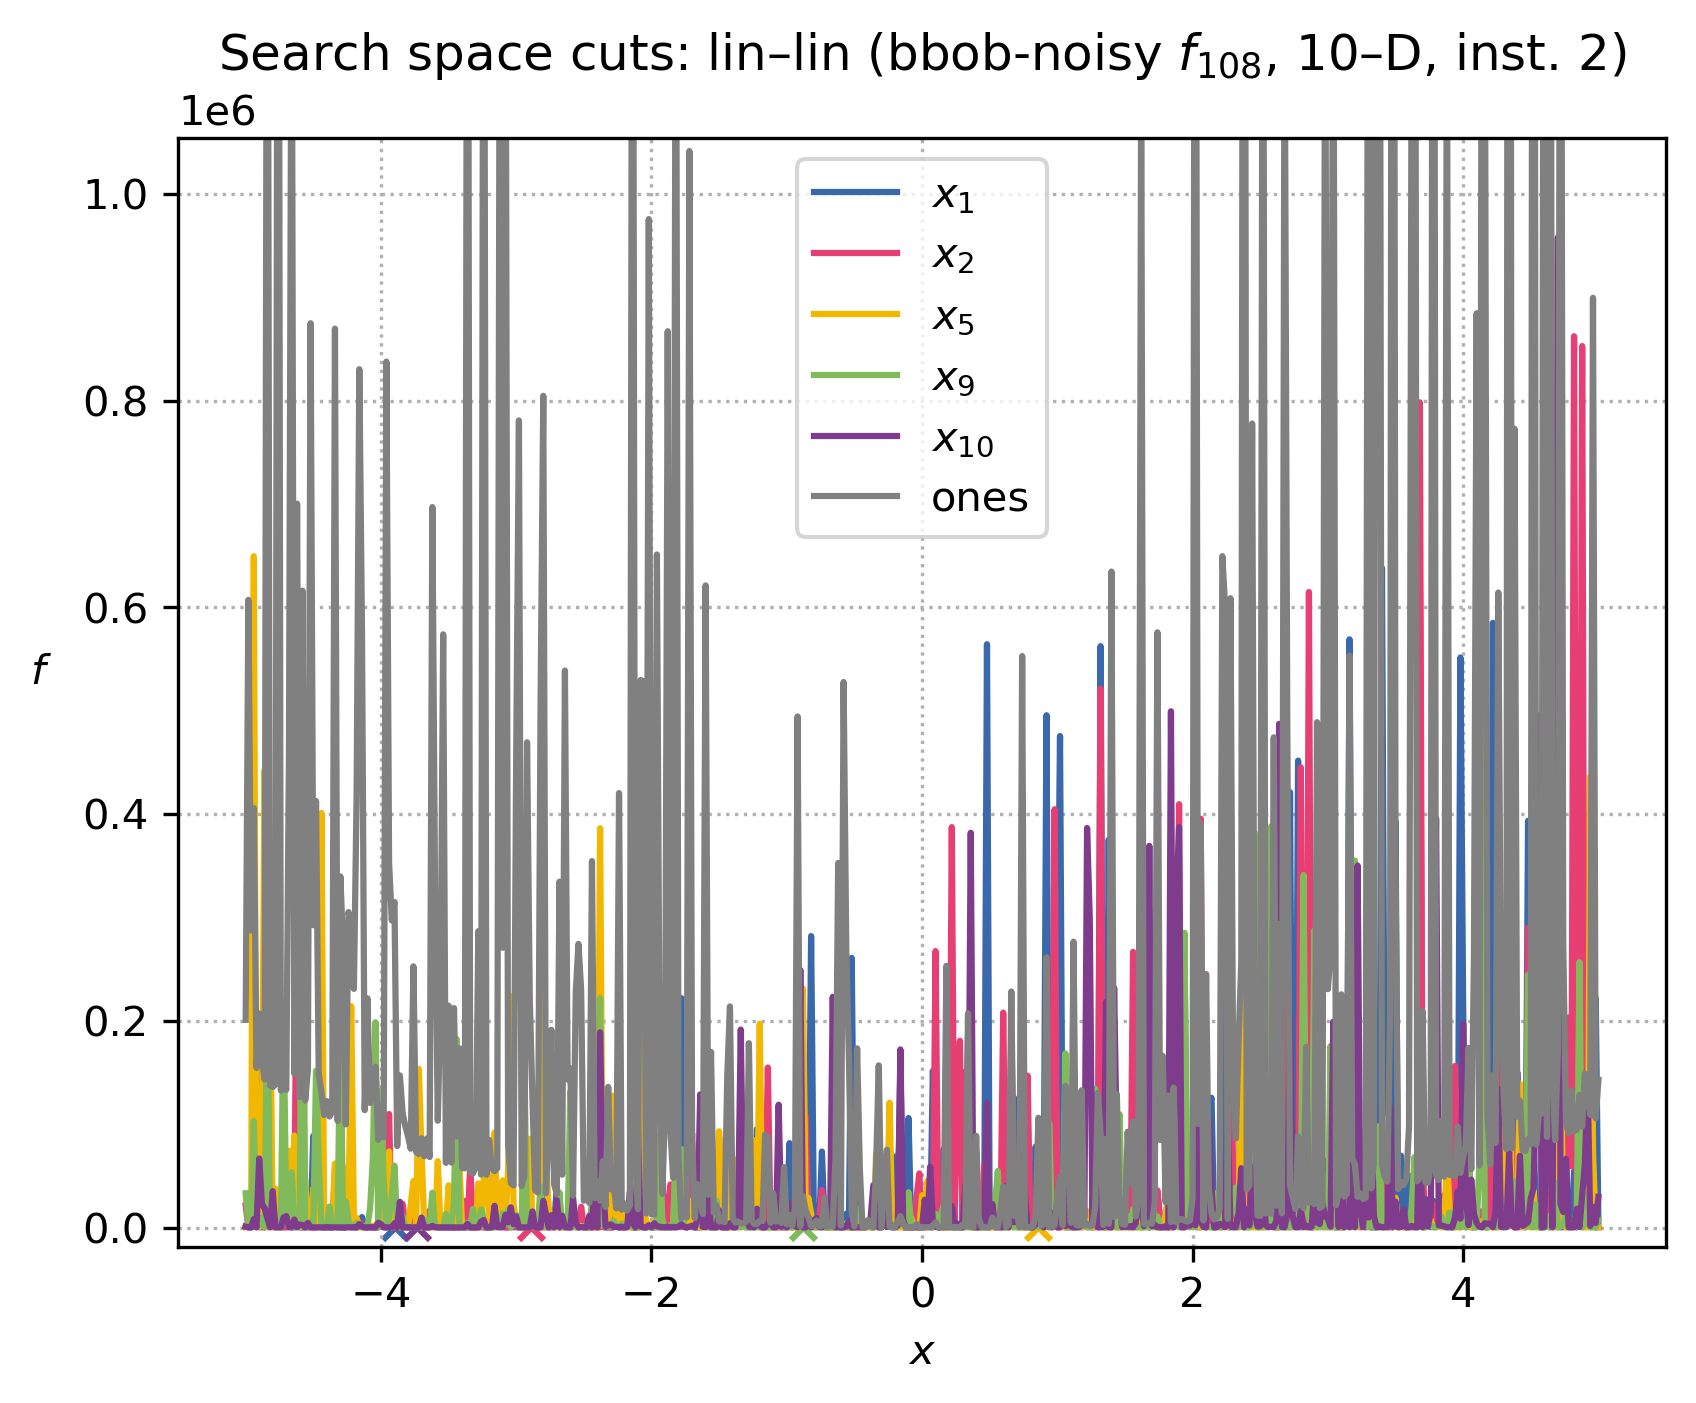 Search space cuts: lin–lin (bbob-noisy f₁₀₈, 10–D, inst. 2)
1e6
1.0
0.8
0.6
0.4
0.2
0.0
f
x₁
x₂
x₅
x₉
x₁₀
ones
−4 −2 0 2 4
x